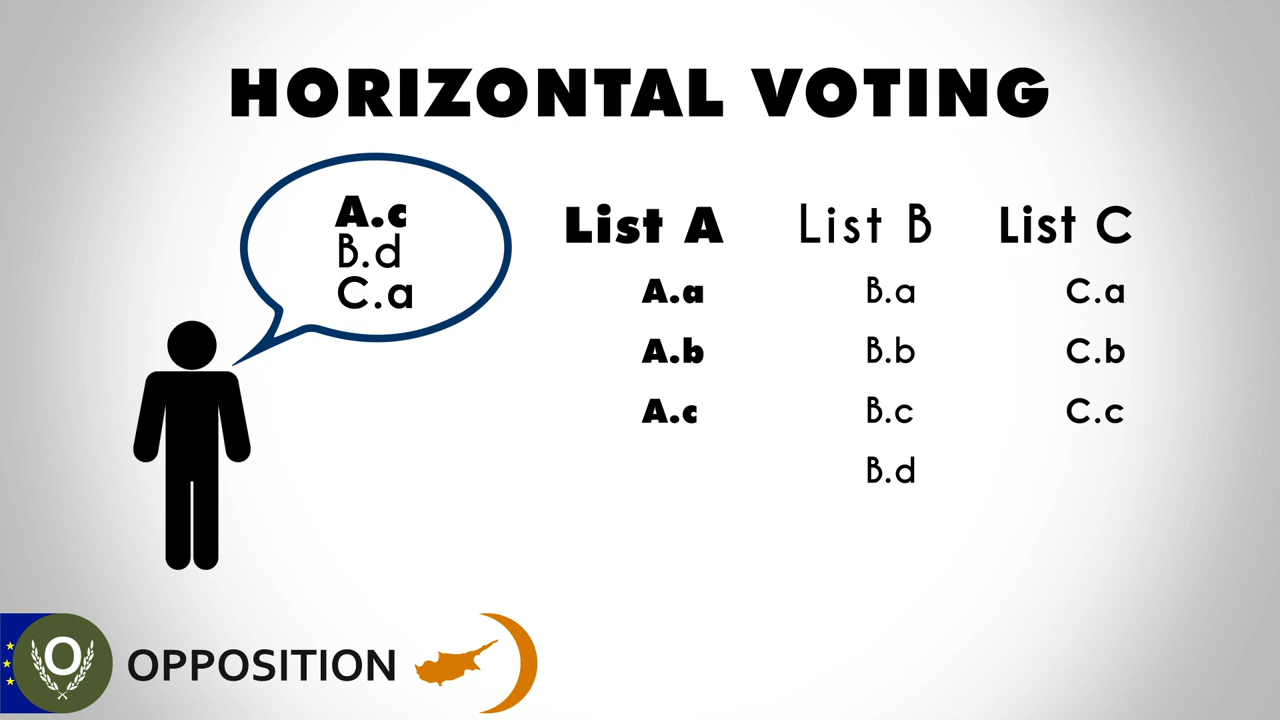 HORIZONTAL VOTING
A.c
B.d
C.a
List A List B List C
A.a B.a C.a
A.b B.b C.b
A.c B.c C.c
B.d
O OPPOSITION